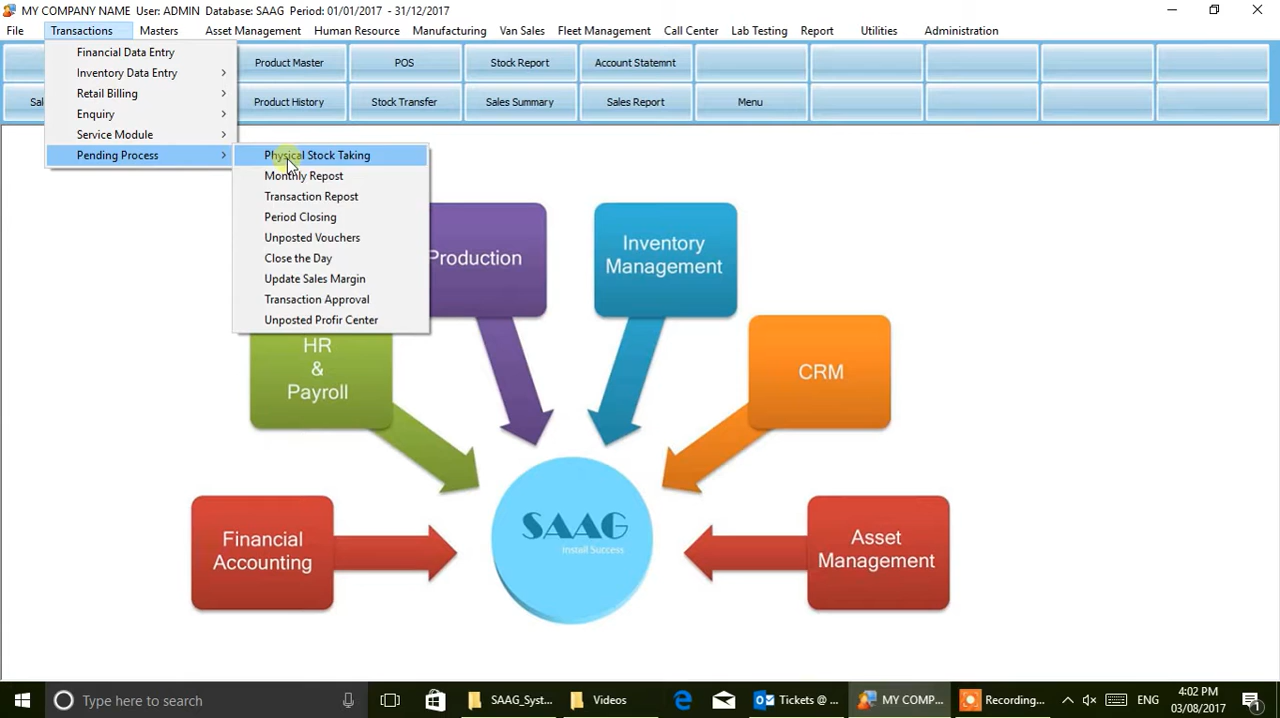 MY COMPANY NAME User: ADMIN Database: SAAG Period: 01/01/2017 - 31/12/2017
File Transactions Masters Asset Management Human Resource Manufacturing Van Sales Fleet Management Call Center Lab Testing Report Utilities Administration
Product Master POS Stock Report Account Statemnt
Product History Stock Transfer Sales Summary Sales Report Menu
Financial Data Entry
Inventory Data Entry
Retail Billing
Enquiry
Service Module
Pending Process
Physical Stock Taking
Monthly Repost
Transaction Repost
Period Closing
Unposted Vouchers
Close the Day
Update Sales Margin
Transaction Approval
Unposted Profir Center
Production
Inventory
Management
HR
&
Payroll
CRM
Financial
Accounting
SAAG
Install Success
Asset
Management
Type here to search
SAAG_Syst...
Videos
Tickets @ ...
MY COMP...
Recording...
ENG
4:02 PM
03/08/2017